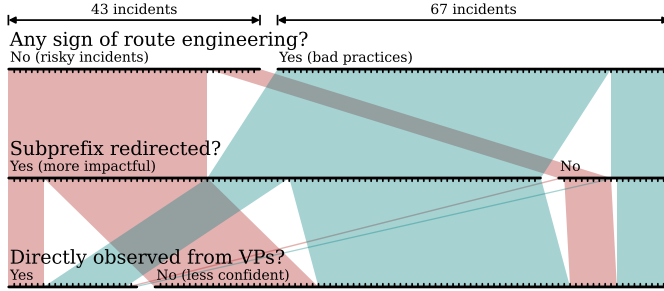 43 incidents 67 incidents
Any sign of route engineering?
No (risky incidents) Yes (bad practices)
Subprefix redirected?
Yes (more impactful) No
Directly observed from VPs?
Yes No (less confident)